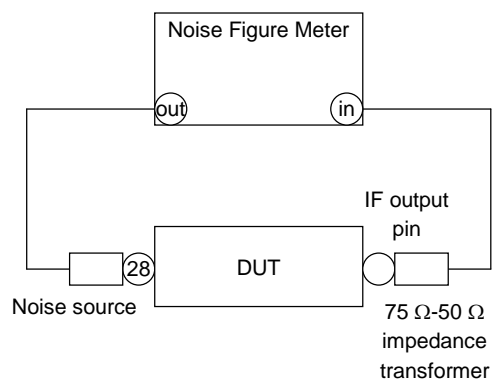 Noise Figure Meter
out
in
IF output
pin
28
DUT
Noise source
75 Ω-50 Ω
impedance
transformer